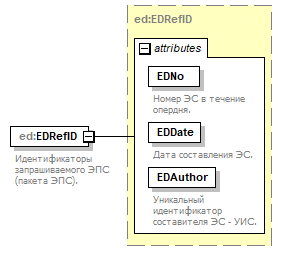 ed:EDRefID
attributes
EDNo
Номер ЭС в течение
опердня.
EDDate
Дата составления ЭС.
EDAuthor
Уникальный
идентификатор
составителя ЭС - УИС.
ed:EDRefID
Идентификаторы
запрашиваемого ЭПС
(пакета ЭПС).